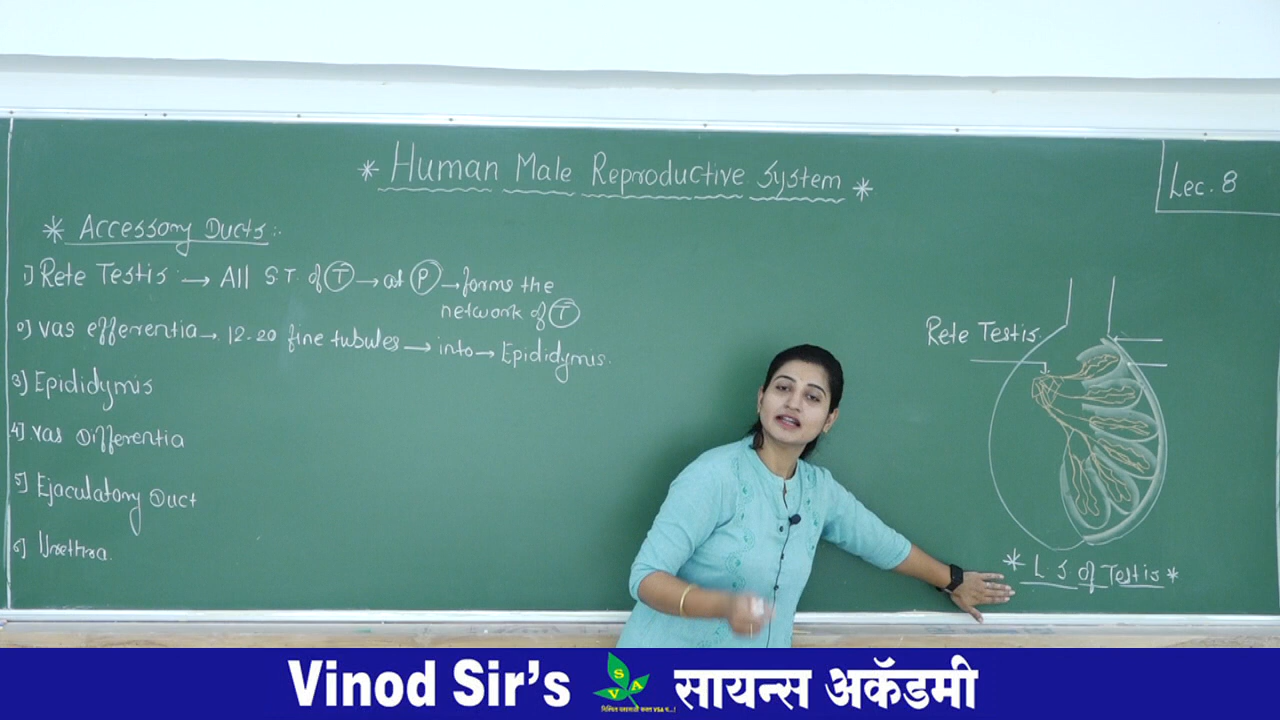 * Human Male Reproductive System *
Lec. 8
* Accessory Ducts:-
1) Rete Testis :→ All S.T. of (T) → at (P) → forms the
network of (T)
2) Vas efferentia → 12-20 fine tubules → into → Epididymis.
3) Epididymis
4) Vas Differentia
5) Ejaculatory Duct
6) Urethra.
Rete Testis
* L S of Testis *
Vinod Sir's VSA सायन्स अकॅडमी